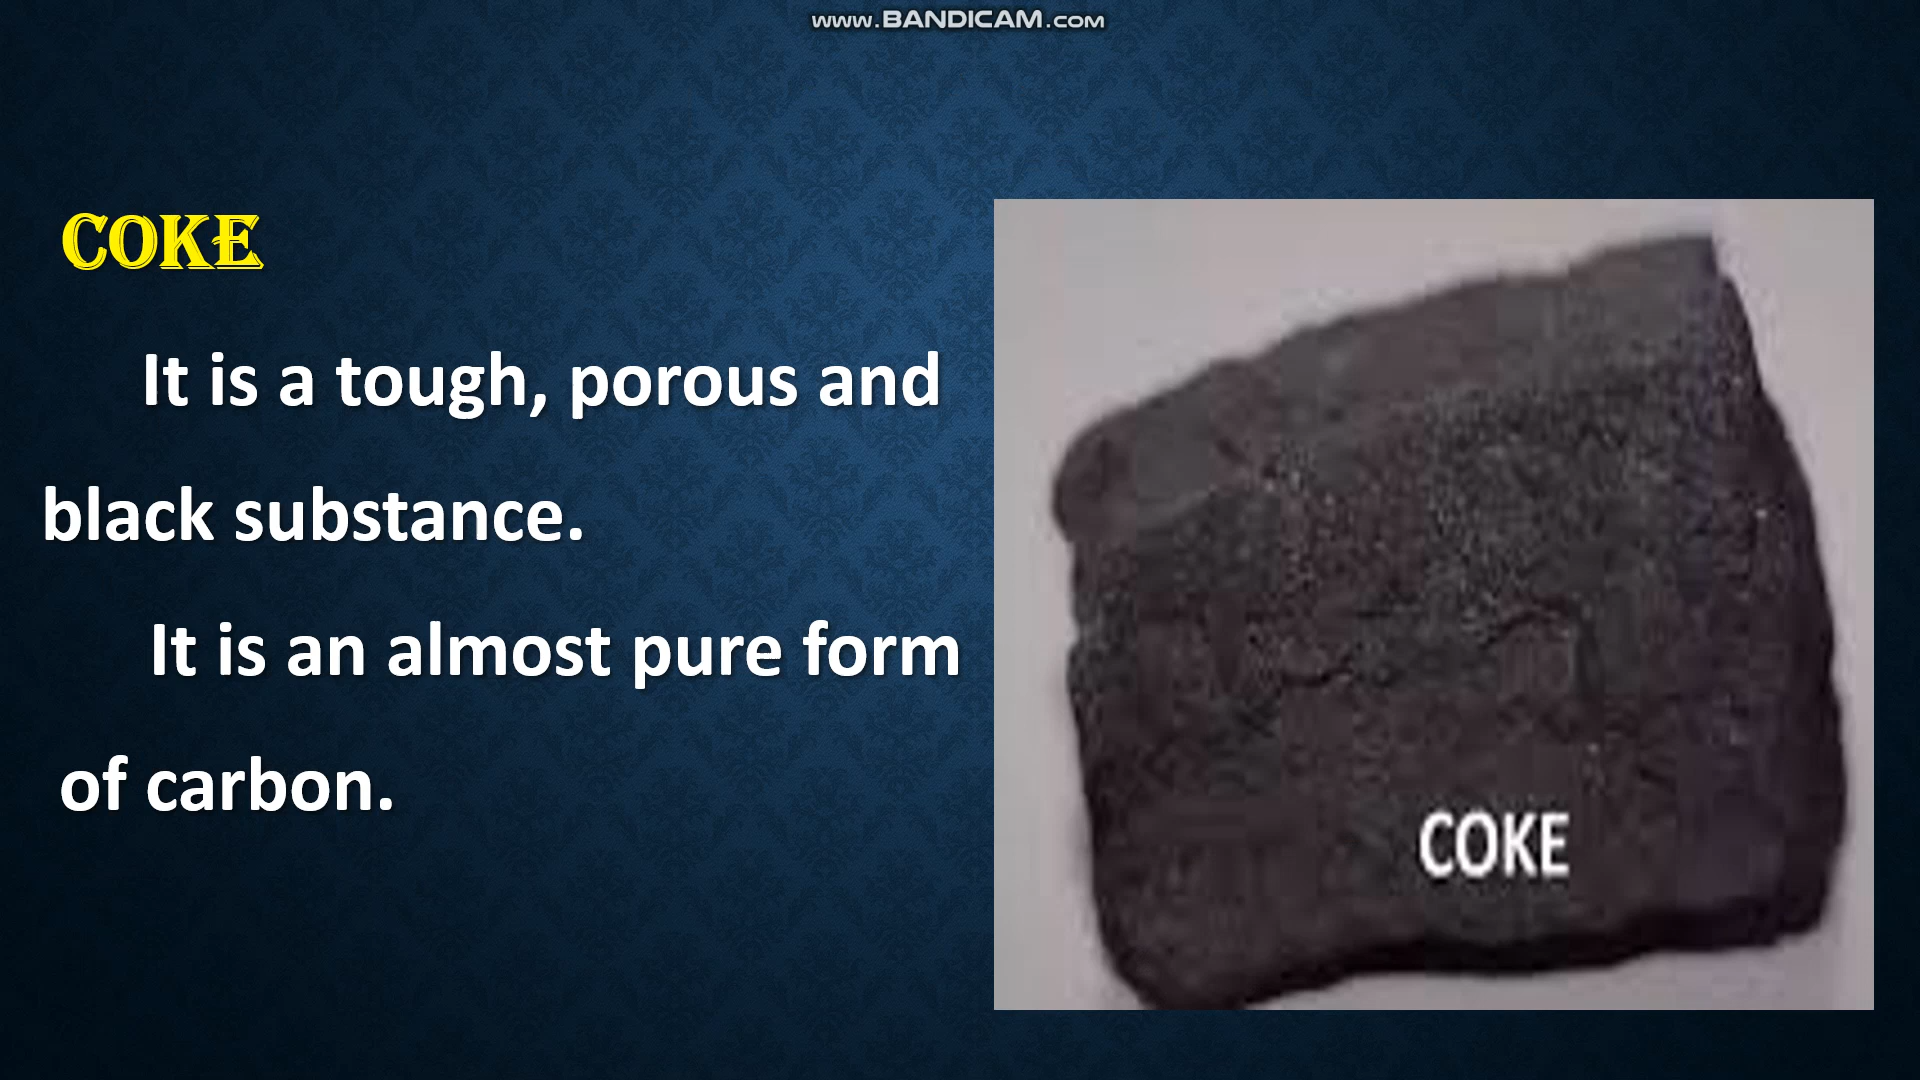 www.BANDICAM.com
COKE
It is a tough, porous and
black substance.
It is an almost pure form
of carbon.
COKE